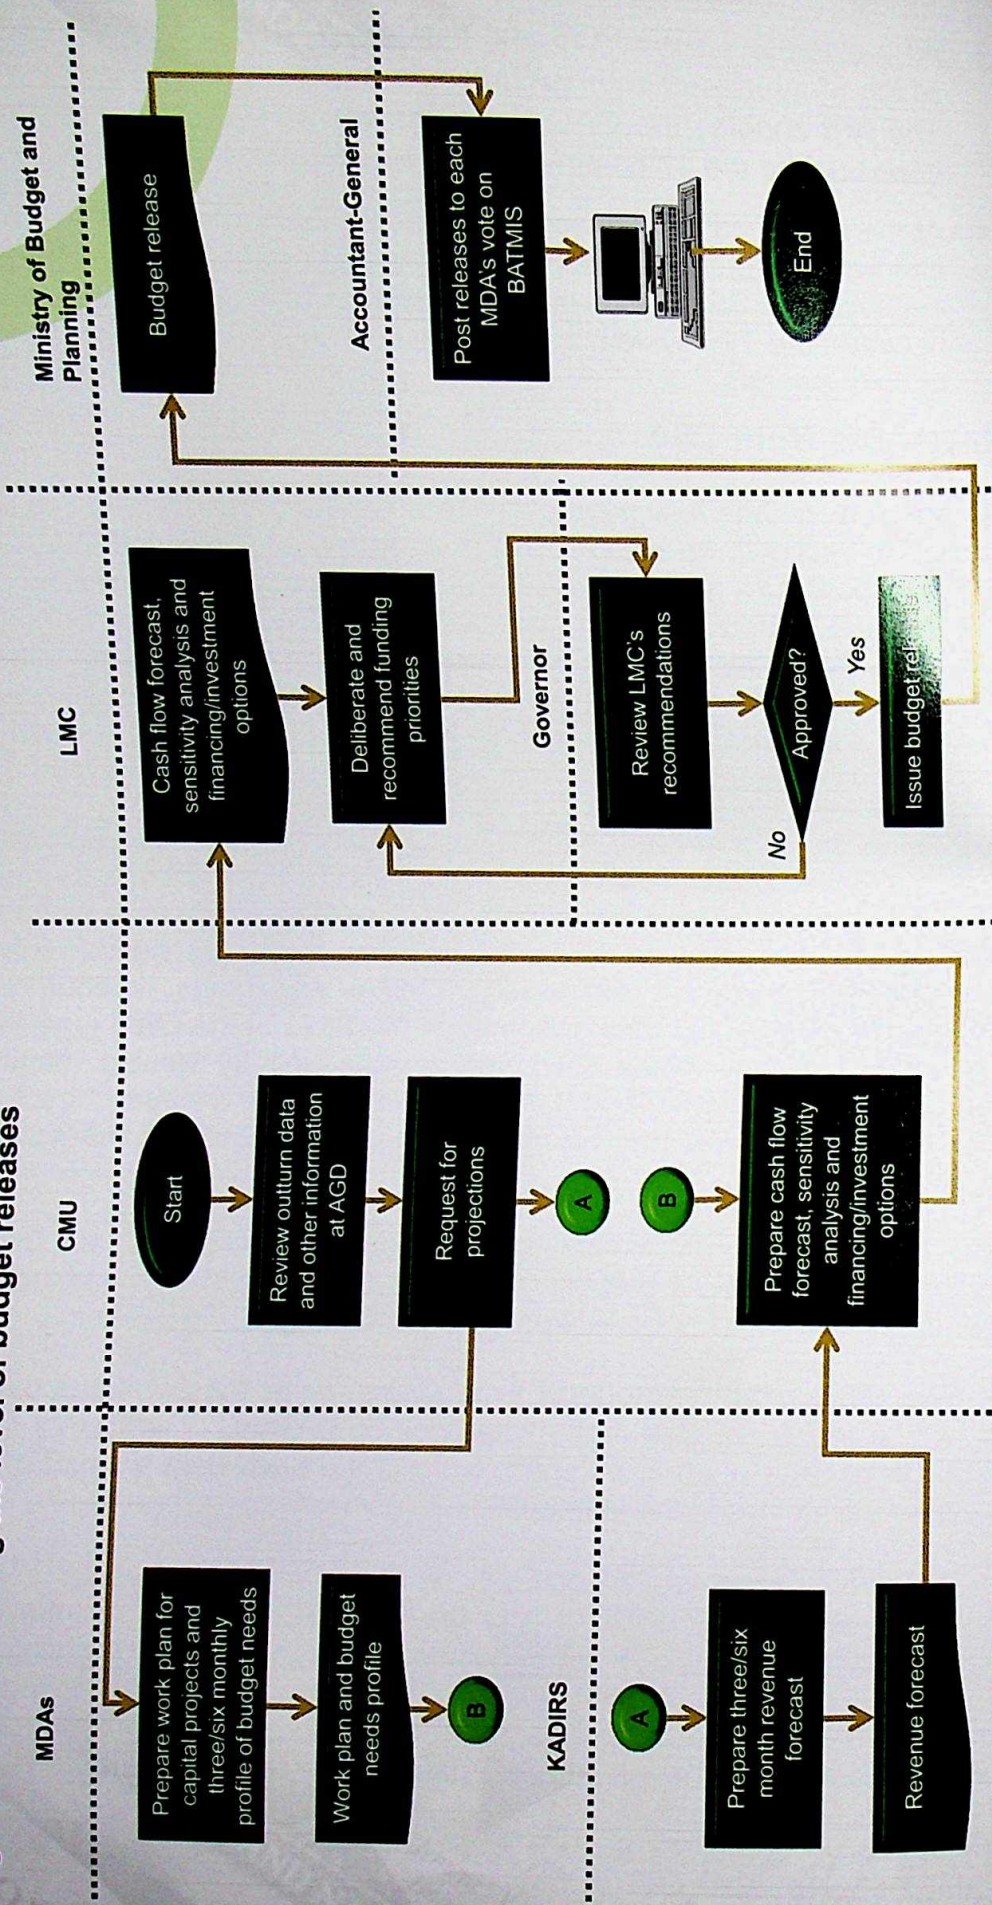 level of budget releases
MDAs
Prepare work plan for
capital projects and
three/six monthly
profile of budget needs
Work plan and budget
needs profile
B
KADIRS
A
Prepare three/six
month revenue
forecast
Revenue forecast
CMU
Start
Review outturn data
and other information
at AGD
Request for
projections
A
B
Prepare cash flow
forecast, sensitivity
analysis and
financing/investment
options
LMC
Cash flow forecast,
sensitivity analysis and
financing/investment
options
Deliberate and
recommend funding
priorities
Governor
Review LMC's
recommendations
Approved?
No
Yes
Issue budget
Ministry of Budget and
Planning
Budget release
Accountant-General
Post releases to each
MDA's vote on
BATMIS
End